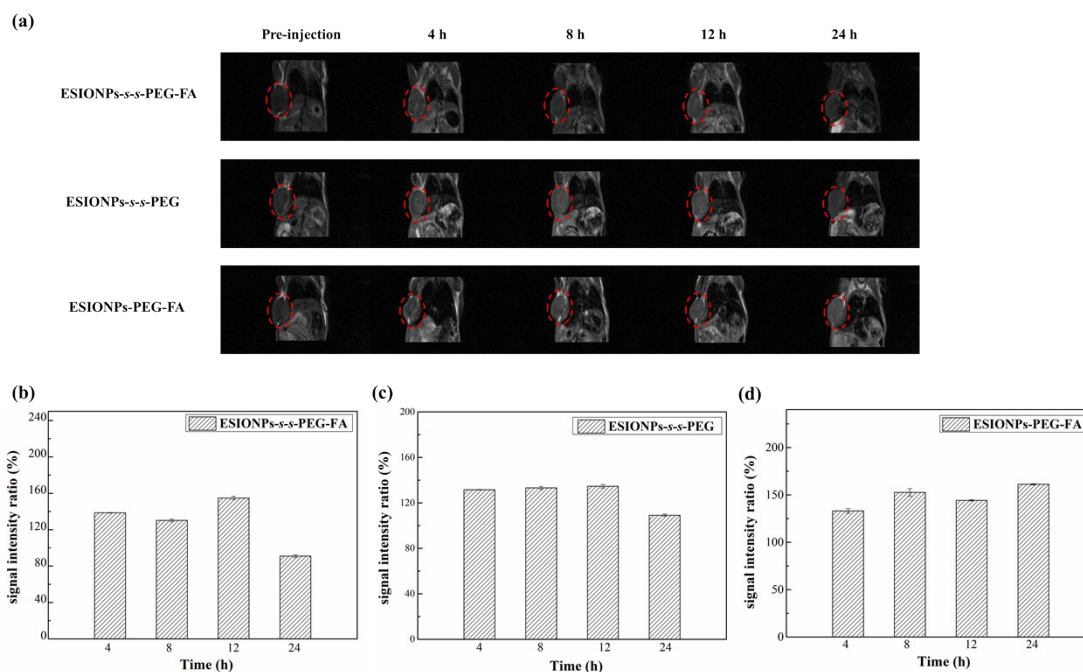 (a)
Pre-injection 4 h 8 h 12 h 24 h
ESIONPs-s-s-PEG-FA
ESIONPs-s-s-PEG
ESIONPs-PEG-FA
(b)
240
200
160
120
80
40
0
signal intensity ratio (%)
ESIONPs-s-s-PEG-FA
4 8 12 24
Time (h)
(c)
200
160
120
80
40
0
signal intensity ratio (%)
ESIONPs-s-s-PEG
4 8 12 24
Time (h)
(d)
200
150
100
50
0
signal intensity ratio (%)
ESIONPs-PEG-FA
4 8 12 24
Time (h)